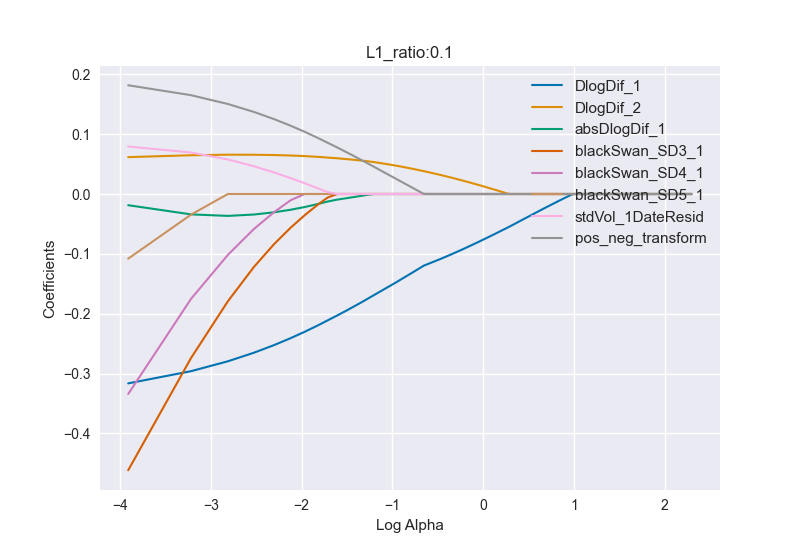 L1_ratio:0.1
0.2
0.1
0.0
−0.1
−0.2
−0.3
−0.4
Coefficients
DlogDif_1
DlogDif_2
absDlogDif_1
blackSwan_SD3_1
blackSwan_SD4_1
blackSwan_SD5_1
stdVol_1DateResid
pos_neg_transform
−4 −3 −2 −1 0 1 2
Log Alpha